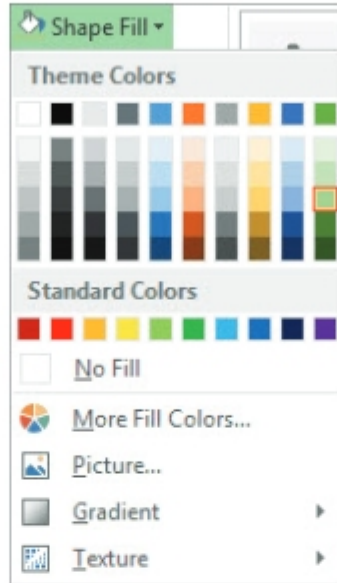 Shape Fill
Theme Colors
Standard Colors
No Fill
More Fill Colors...
Picture...
Gradient
Texture